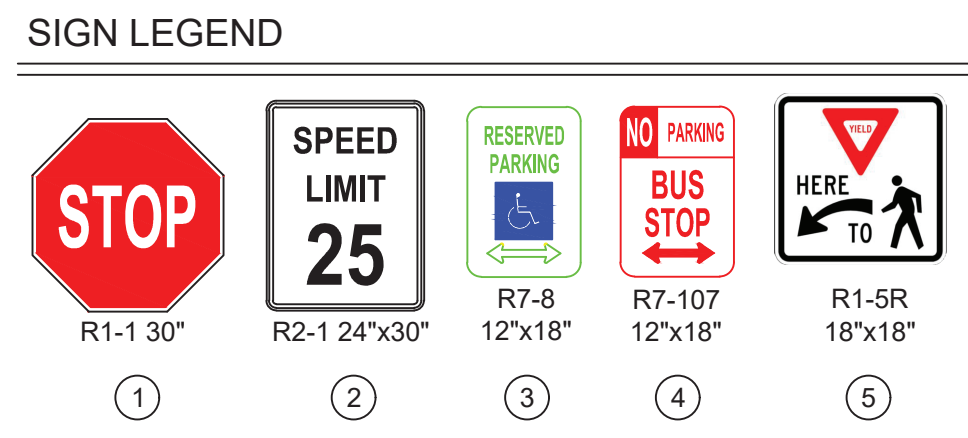 SIGN LEGEND
STOP
R1-1 30"
1
SPEED
LIMIT
25
R2-1 24"x30"
2
RESERVED
PARKING
R7-8
12"x18"
3
NO PARKING
BUS
STOP
R7-107
12"x18"
4
YIELD
HERE
TO
R1-5R
18"x18"
5